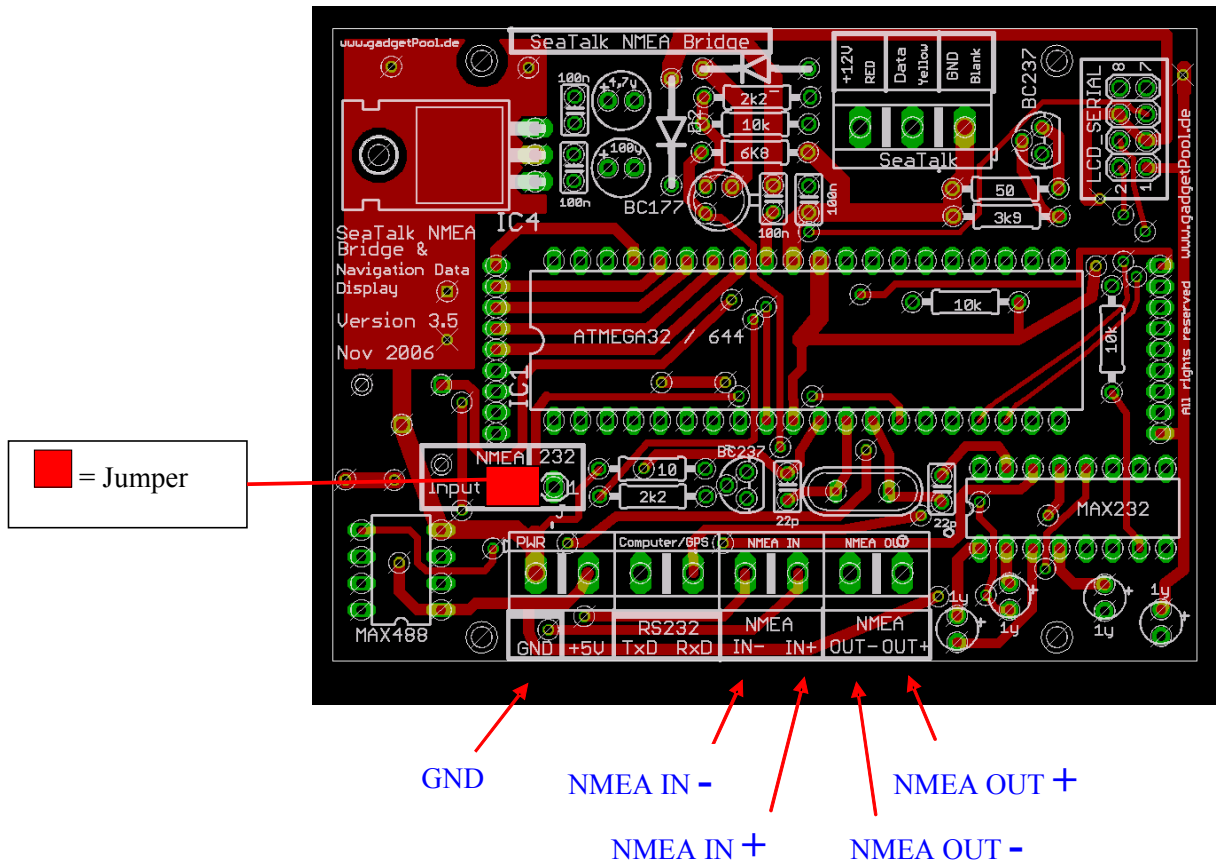 www.gadgetPool.de
SeaTalk NMEA Bridge
+12V RED
Data Yellow
GND Blank
BC237
LCD_SERIAL
8 7
2 1
100n
4,7y
2k2
10k
6K8
100y
100n
BC177
100n
100n
SeaTalk
50
3k9
www.gadgetPool.de
IC4
SeaTalk NMEA
Bridge &
Navigation Data
Display
Version 3.5
Nov 2006
ATMEGA32 / 644
IC1
10k
10k
All rights reserved
= Jumper
NMEA 232
Input
1
J
10
2k2
BC237
22p
22p
MAX232
MAX488
PWR
Computer/GPS
NMEA IN
NMEA OUT
RS232
NMEA
NMEA
GND
+5V
TxD
RxD
IN-
IN+
OUT-
OUT+
1y
1y
1y
1y
GND
NMEA IN -
NMEA OUT +
NMEA IN +
NMEA OUT -